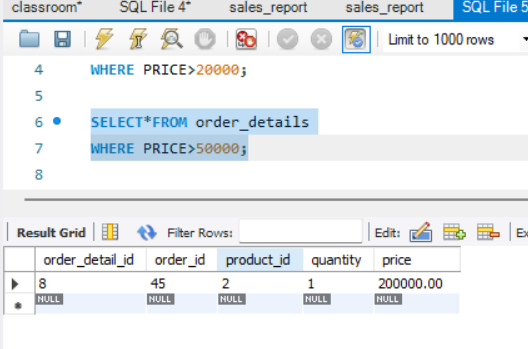 classroom* SQL File 4* sales_report sales_report SQL File 5
Limit to 1000 rows
4 WHERE PRICE>20000;
5
6 SELECT*FROM order_details
7 WHERE PRICE>50000;
8
Result Grid Filter Rows: Edit: Ex
order_detail_id order_id product_id quantity price
8 45 2 1 200000.00
NULL NULL NULL NULL NULL